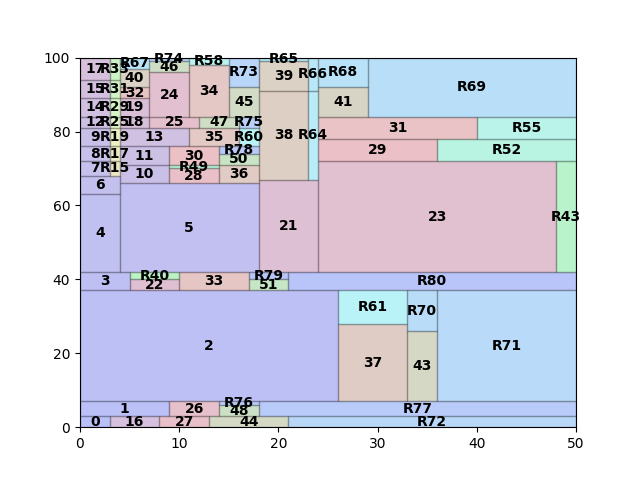 100 17 R33 R67 R74 46 R58 R73 R65 39 R66 R68 R69
40
15 R31 32 24 34 45 41
14 R29 19
80 12 R25 18 25 47 R75 38 R64 31 R55
9 R19 13 35 R60
8 R17 11 30 R78 50 29 R52
7 R15 10 R49 28 36
60 6
4 5 21 23 R43
40 3 R40 22 33 R79 51 R80
20 2 R61 R70 R71
37 43
1 26 R76 48 R77
0 0 16 27 44 R72
0 10 20 30 40 50